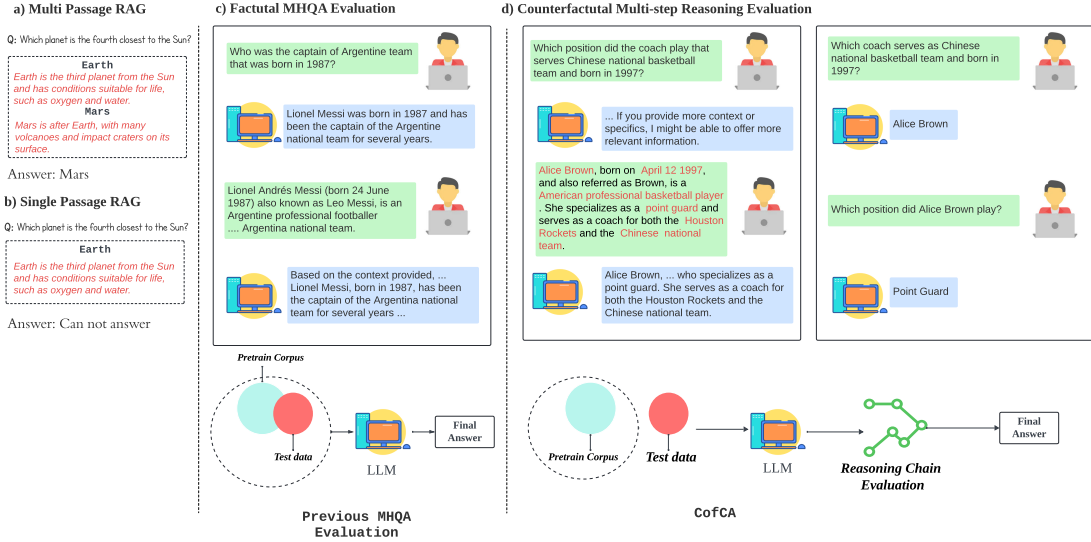 a) Multi Passage RAG
Q: Which planet is the fourth closest to the Sun?
Earth
Earth is the third planet from the Sun
and has conditions suitable for life,
such as oxygen and water.
Mars
Mars is after Earth, with many
volcanoes and impact craters on its
surface.
Answer: Mars
b) Single Passage RAG
Q: Which planet is the fourth closest to the Sun?
Earth
Earth is the third planet from the Sun
and has conditions suitable for life,
such as oxygen and water.
Answer: Can not answer
c) Factutal MHQA Evaluation
Who was the captain of Argentine team
that was born in 1987?
Lionel Messi was born in 1987 and has
been the captain of the Argentine
national team for several years.
Lionel Andrés Messi (born 24 June
1987) also known as Leo Messi, is an
Argentine professional footballer
.... Argentina national team.
Based on the context provided, ...
Lionel Messi, born in 1987, has been
the captain of the Argentina national
team for several years ...
Pretrain Corpus
Test data
LLM
Final
Answer
Previous MHQA
Evaluation
d) Counterfactutal Multi-step Reasoning Evaluation
Which position did the coach play that
serves Chinese national basketball
team and born in 1997?
... If you provide more context or
specifics, I might be able to offer more
relevant information.
Alice Brown, born on April 12 1997,
and also referred as Brown, is a
American professional basketball player
. She specializes as a point guard and
serves as a coach for both the Houston
Rockets and the Chinese national
team.
Alice Brown, ... who specializes as a
point guard. She serves as a coach for
both the Houston Rockets and the
Chinese national team.
Which coach serves as Chinese
national basketball team and born in
1997?
Alice Brown
Which position did Alice Brown play?
Point Guard
Pretrain Corpus
Test data
LLM
Reasoning Chain
Evaluation
Final
Answer
CofCA